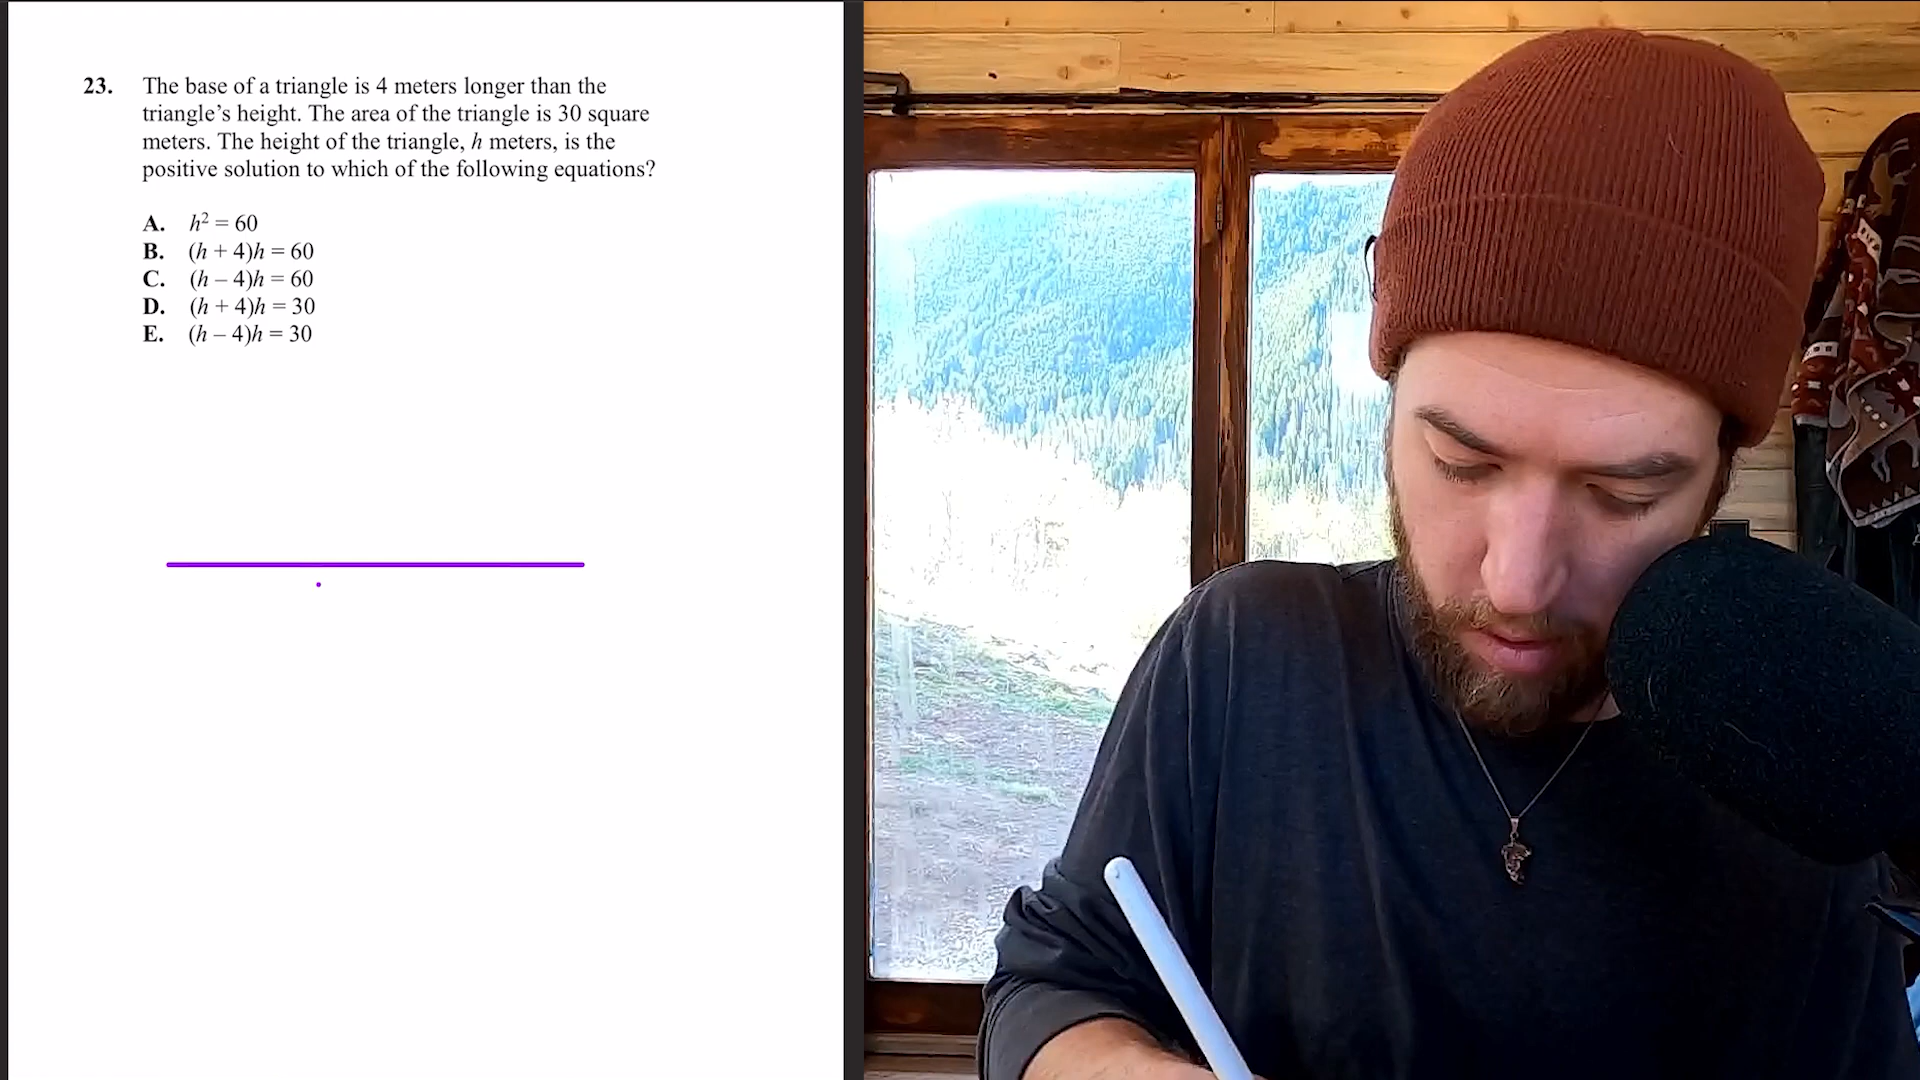 23. The base of a triangle is 4 meters longer than the
triangle's height. The area of the triangle is 30 square
meters. The height of the triangle, h meters, is the
positive solution to which of the following equations?
A. h² = 60
B. (h + 4)h = 60
C. (h – 4)h = 60
D. (h + 4)h = 30
E. (h – 4)h = 30